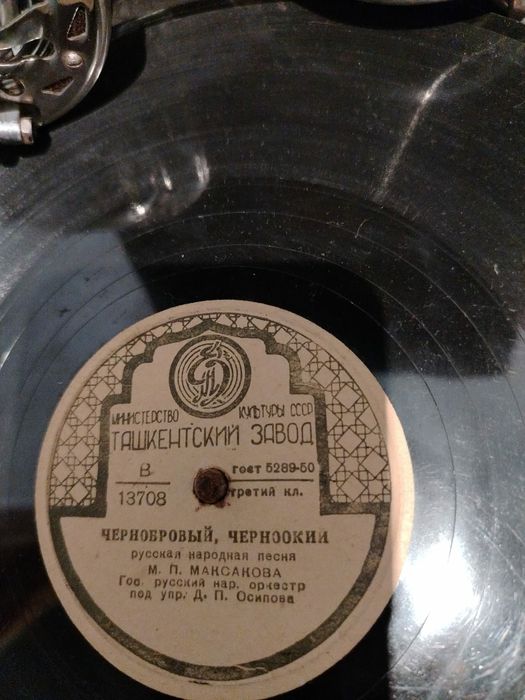 МИНИСТЕРСТВО КУЛЬТУРЫ СССР
ТАШКЕНТСКИЙ ЗАВОД
В
13708
гост 5289-50
третий кл.
ЧЕРНОБРОВЫЙ, ЧЕРНООКИЙ
русская народная песня
М. П. МАКСАКОВА
Гос. русский нар. оркестр
под упр. Д. П. Осипова